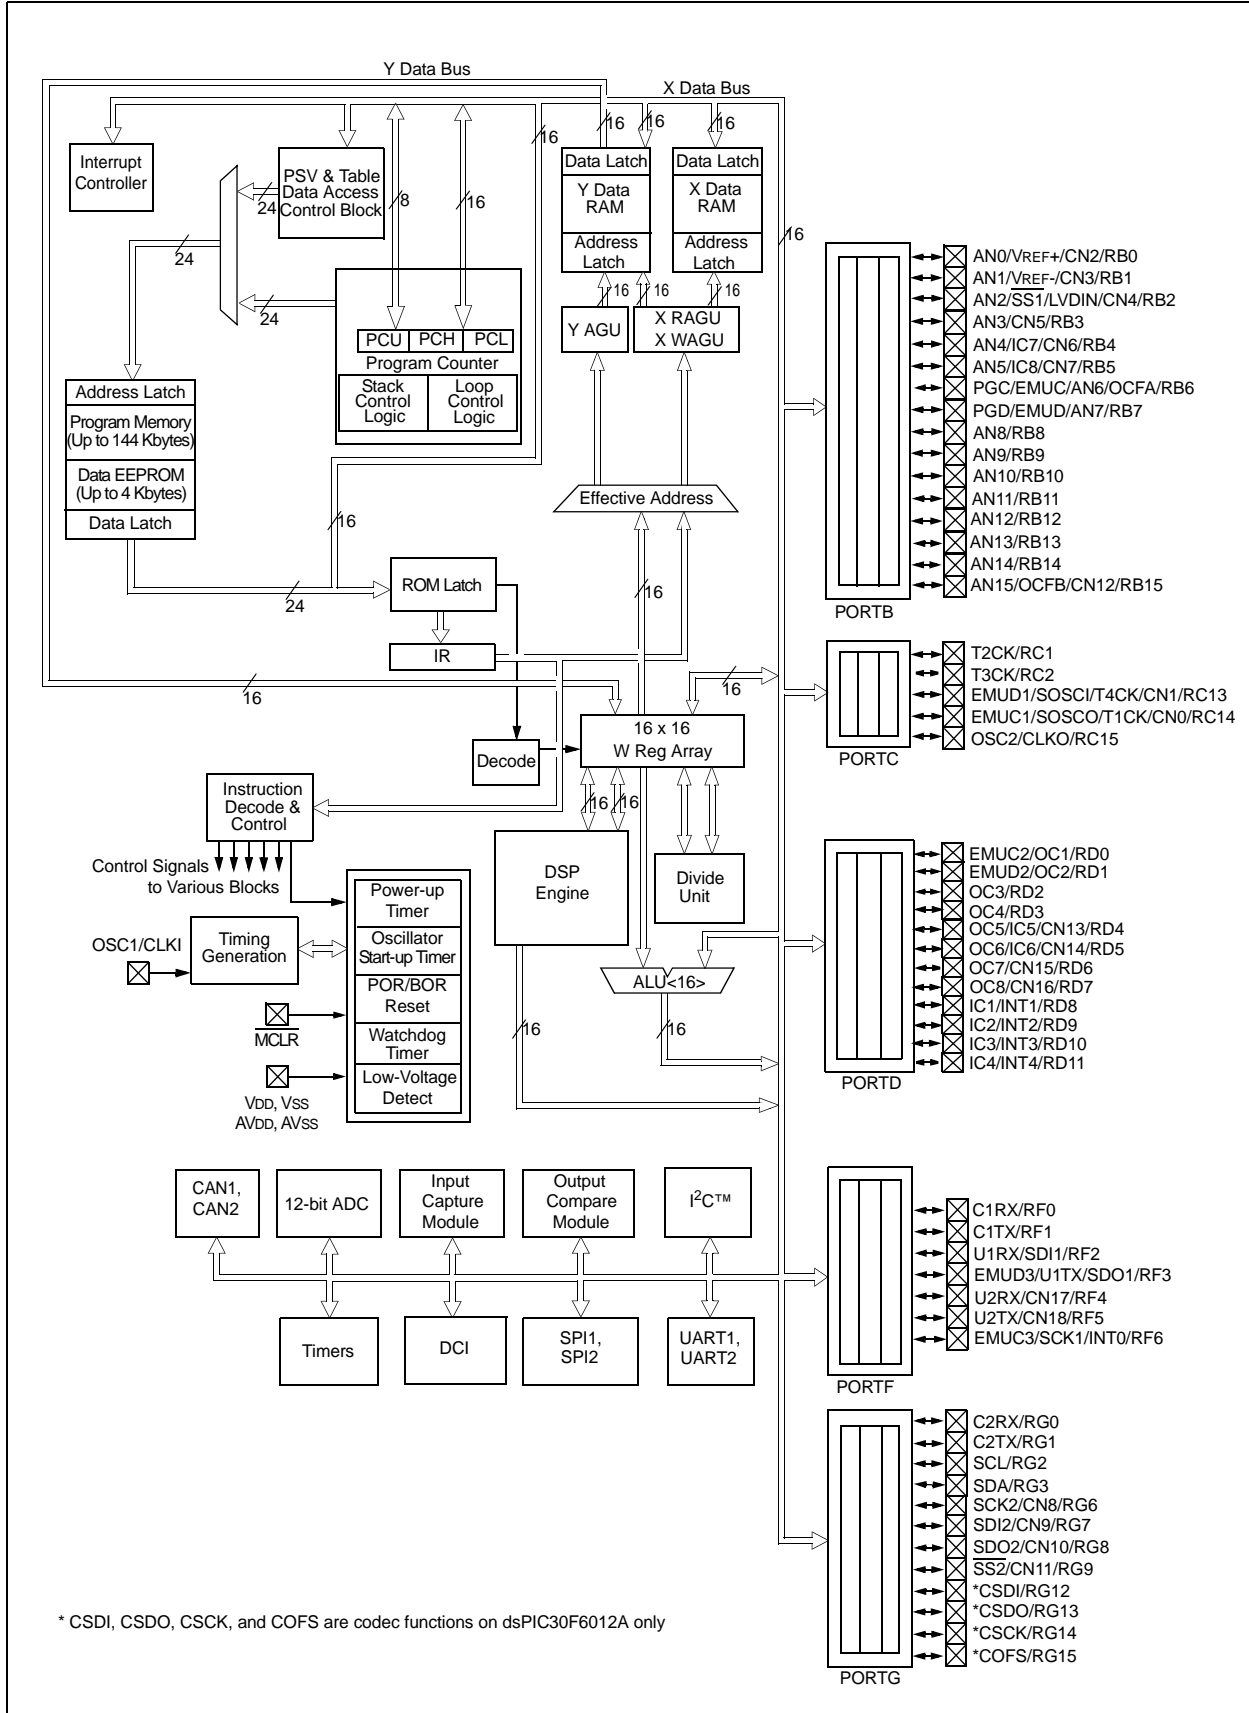 Y Data Bus
X Data Bus
16
16
16
16
Interrupt
Controller
PSV & Table
Data Access
Control Block
24
8
16
Data Latch
Y Data
RAM
Address
Latch
Data Latch
X Data
RAM
Address
Latch
16
24
24
16
16
16
PCU
PCH
PCL
Program Counter
Stack
Control
Logic
Loop
Control
Logic
Y AGU
X RAGU
X WAGU
Address Latch
Program Memory
(Up to 144 Kbytes)
Data EEPROM
(Up to 4 Kbytes)
Data Latch
Effective Address
16
24
16
ROM Latch
IR
16
16
16 x 16
W Reg Array
Decode
Instruction
Decode &
Control
Control Signals
to Various Blocks
16
16
DSP
Engine
Divide
Unit
Power-up
Timer
Oscillator
Start-up Timer
POR/BOR
Reset
Watchdog
Timer
Low-Voltage
Detect
OSC1/CLKI
Timing
Generation
MCLR
VDD, VSS
AVDD, AVSS
ALU<16>
16
16
CAN1,
CAN2
12-bit ADC
Input
Capture
Module
Output
Compare
Module
I2C™
Timers
DCI
SPI1,
SPI2
UART1,
UART2
AN0/VREF+/CN2/RB0
AN1/VREF-/CN3/RB1
AN2/SS1/LVDIN/CN4/RB2
AN3/CN5/RB3
AN4/IC7/CN6/RB4
AN5/IC8/CN7/RB5
PGC/EMUC/AN6/OCFA/RB6
PGD/EMUD/AN7/RB7
AN8/RB8
AN9/RB9
AN10/RB10
AN11/RB11
AN12/RB12
AN13/RB13
AN14/RB14
AN15/OCFB/CN12/RB15
PORTB
T2CK/RC1
T3CK/RC2
EMUD1/SOSCI/T4CK/CN1/RC13
EMUC1/SOSCO/T1CK/CN0/RC14
OSC2/CLKO/RC15
PORTC
EMUC2/OC1/RD0
EMUD2/OC2/RD1
OC3/RD2
OC4/RD3
OC5/IC5/CN13/RD4
OC6/IC6/CN14/RD5
OC7/CN15/RD6
OC8/CN16/RD7
IC1/INT1/RD8
IC2/INT2/RD9
IC3/INT3/RD10
IC4/INT4/RD11
PORTD
C1RX/RF0
C1TX/RF1
U1RX/SDI1/RF2
EMUD3/U1TX/SDO1/RF3
U2RX/CN17/RF4
U2TX/CN18/RF5
EMUC3/SCK1/INT0/RF6
PORTF
C2RX/RG0
C2TX/RG1
SCL/RG2
SDA/RG3
SCK2/CN8/RG6
SDI2/CN9/RG7
SDO2/CN10/RG8
SS2/CN11/RG9
*CSDI/RG12
*CSDO/RG13
*CSCK/RG14
*COFS/RG15
PORTG
* CSDI, CSDO, CSCK, and COFS are codec functions on dsPIC30F6012A only